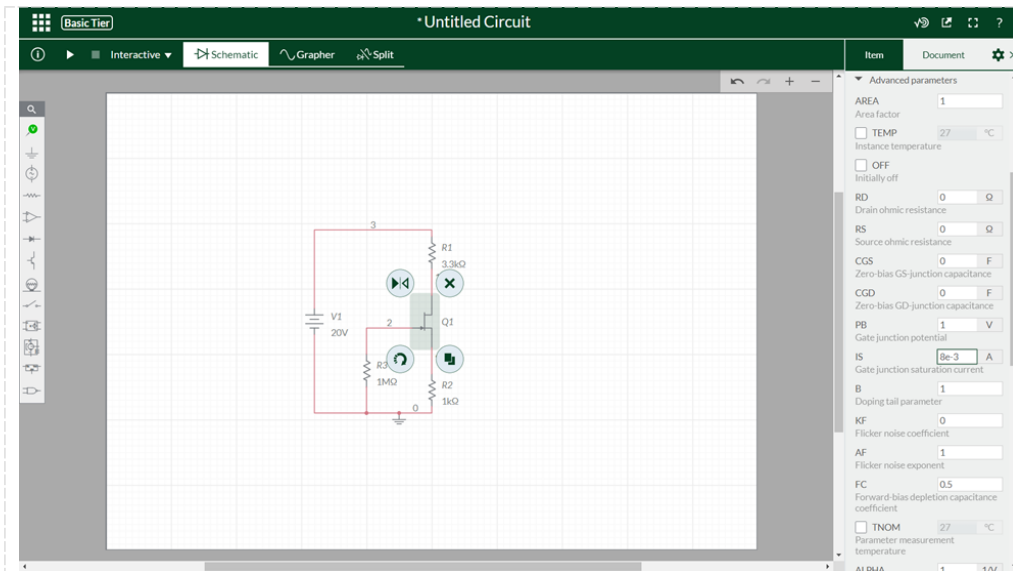 Basic Tier
*Untitled Circuit
?
Interactive
Schematic
Grapher
Split
Item
Document
Advanced parameters
AREA 1
Area factor
TEMP 27 °C
Instance temperature
OFF
Initially off
RD 0 Ω
Drain ohmic resistance
RS 0 Ω
Source ohmic resistance
CGS 0 F
Zero-bias GS-junction capacitance
CGD 0 F
Zero-bias GD-junction capacitance
PB 1 V
Gate junction potential
IS 8e-3 A
Gate junction saturation current
B 1
Doping tail parameter
KF 0
Flicker noise coefficient
AF 1
Flicker noise exponent
FC 0.5
Forward-bias depletion capacitance
coefficient
TNOM 27 °C
Parameter measurement
temperature
ALPHA 1 1/V
3
R1
3.3kΩ
V1
20V
2
Q1
R3
1MΩ
R2
1kΩ
0